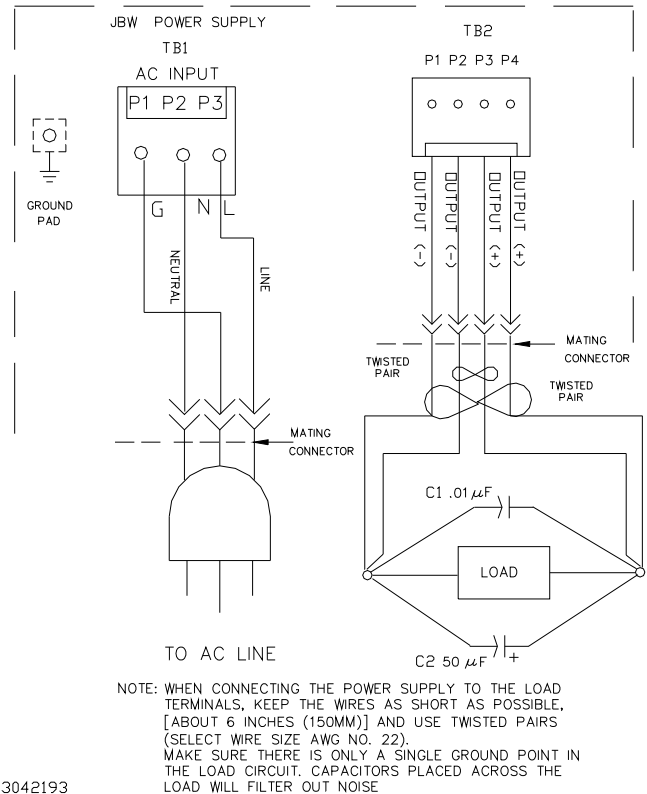 JBW POWER SUPPLY
TB1
AC INPUT
P1 P2 P3
G N L
GROUND
PAD
NEUTRAL
LINE
MATING
CONNECTOR
TO AC LINE
TB2
P1 P2 P3 P4
OUTPUT (-)
OUTPUT (-)
OUTPUT (+)
OUTPUT (+)
MATING
CONNECTOR
TWISTED
PAIR
TWISTED
PAIR
C1 .01 µF
LOAD
C2 50 µF +
NOTE: WHEN CONNECTING THE POWER SUPPLY TO THE LOAD
TERMINALS, KEEP THE WIRES AS SHORT AS POSSIBLE,
[ABOUT 6 INCHES (150MM)] AND USE TWISTED PAIRS
(SELECT WIRE SIZE AWG NO. 22).
MAKE SURE THERE IS ONLY A SINGLE GROUND POINT IN
THE LOAD CIRCUIT. CAPACITORS PLACED ACROSS THE
LOAD WILL FILTER OUT NOISE
3042193